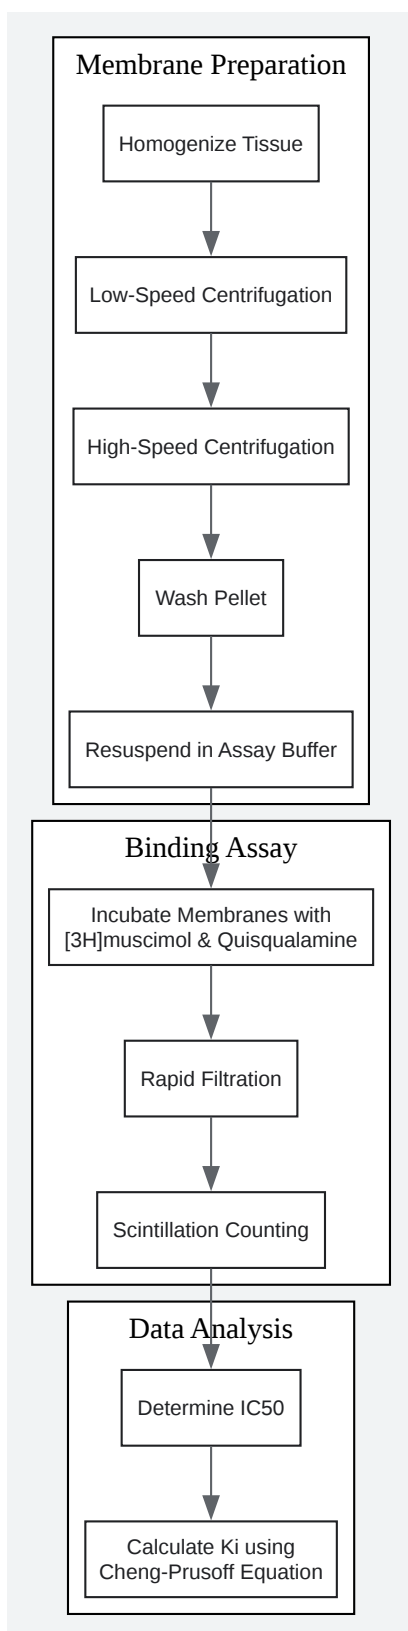 Membrane Preparation
Homogenize Tissue
Low-Speed Centrifugation
High-Speed Centrifugation
Wash Pellet
Resuspend in Assay Buffer
Binding Assay
Incubate Membranes with
[3H]muscimol & Quisqualamine
Rapid Filtration
Scintillation Counting
Data Analysis
Determine IC50
Calculate Ki using
Cheng-Prusoff Equation